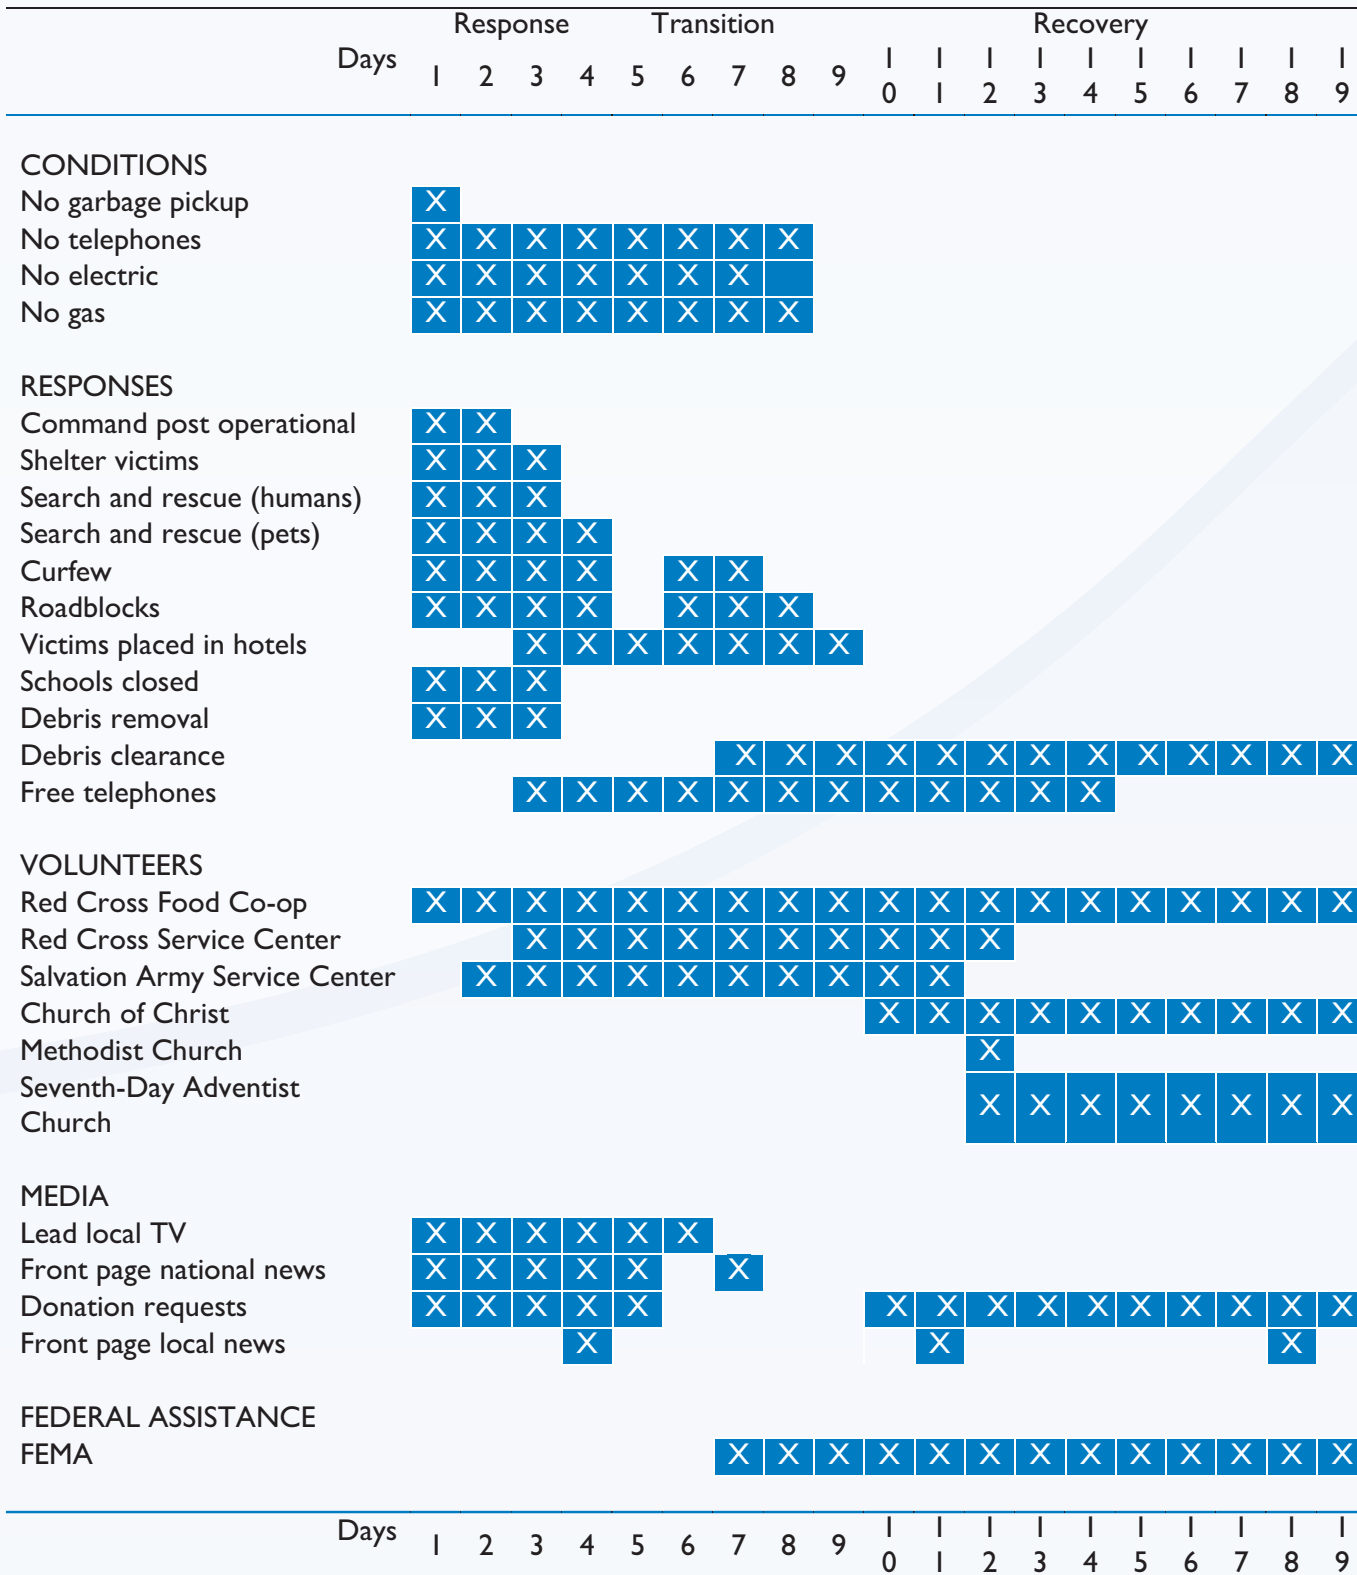 Response Transition Recovery
Days 1 2 3 4 5 6 7 8 9 10 11 12 13 14 15 16 17 18 19
CONDITIONS
No garbage pickup X
No telephones X X X X X X X X
No electric X X X X X X X
No gas X X X X X X X X
RESPONSES
Command post operational X X
Shelter victims X X X
Search and rescue (humans) X X X
Search and rescue (pets) X X X X
Curfew X X X X X X
Roadblocks X X X X X X X
Victims placed in hotels X X X X X X X
Schools closed X X X
Debris removal X X X
Debris clearance X X X X X X X X X X X X X
Free telephones X X X X X X X X X X X X
VOLUNTEERS
Red Cross Food Co-op X X X X X X X X X X X X X X X X X X X
Red Cross Service Center X X X X X X X X X X
Salvation Army Service Center X X X X X X X X X X
Church of Christ X X X X X X X X X X
Methodist Church X
Seventh-Day Adventist
Church X X X X X X X X
MEDIA
Lead local TV X X X X X X
Front page national news X X X X X X
Donation requests X X X X X X X X X X X X X X X
Front page local news X X X
FEDERAL ASSISTANCE
FEMA X X X X X X X X X X X X X
Days 1 2 3 4 5 6 7 8 9 10 11 12 13 14 15 16 17 18 19